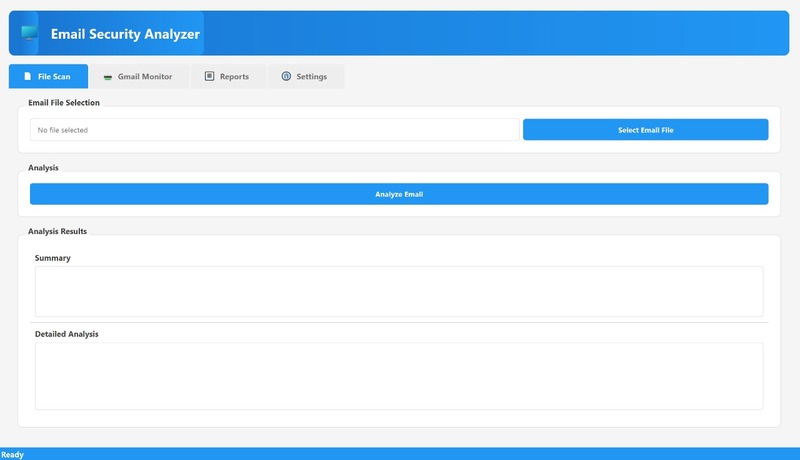 Email Security Analyzer
File Scan
Gmail Monitor
Reports
Settings
Email File Selection
No file selected
Select Email File
Analysis
Analyze Email
Analysis Results
Summary
Detailed Analysis
Ready